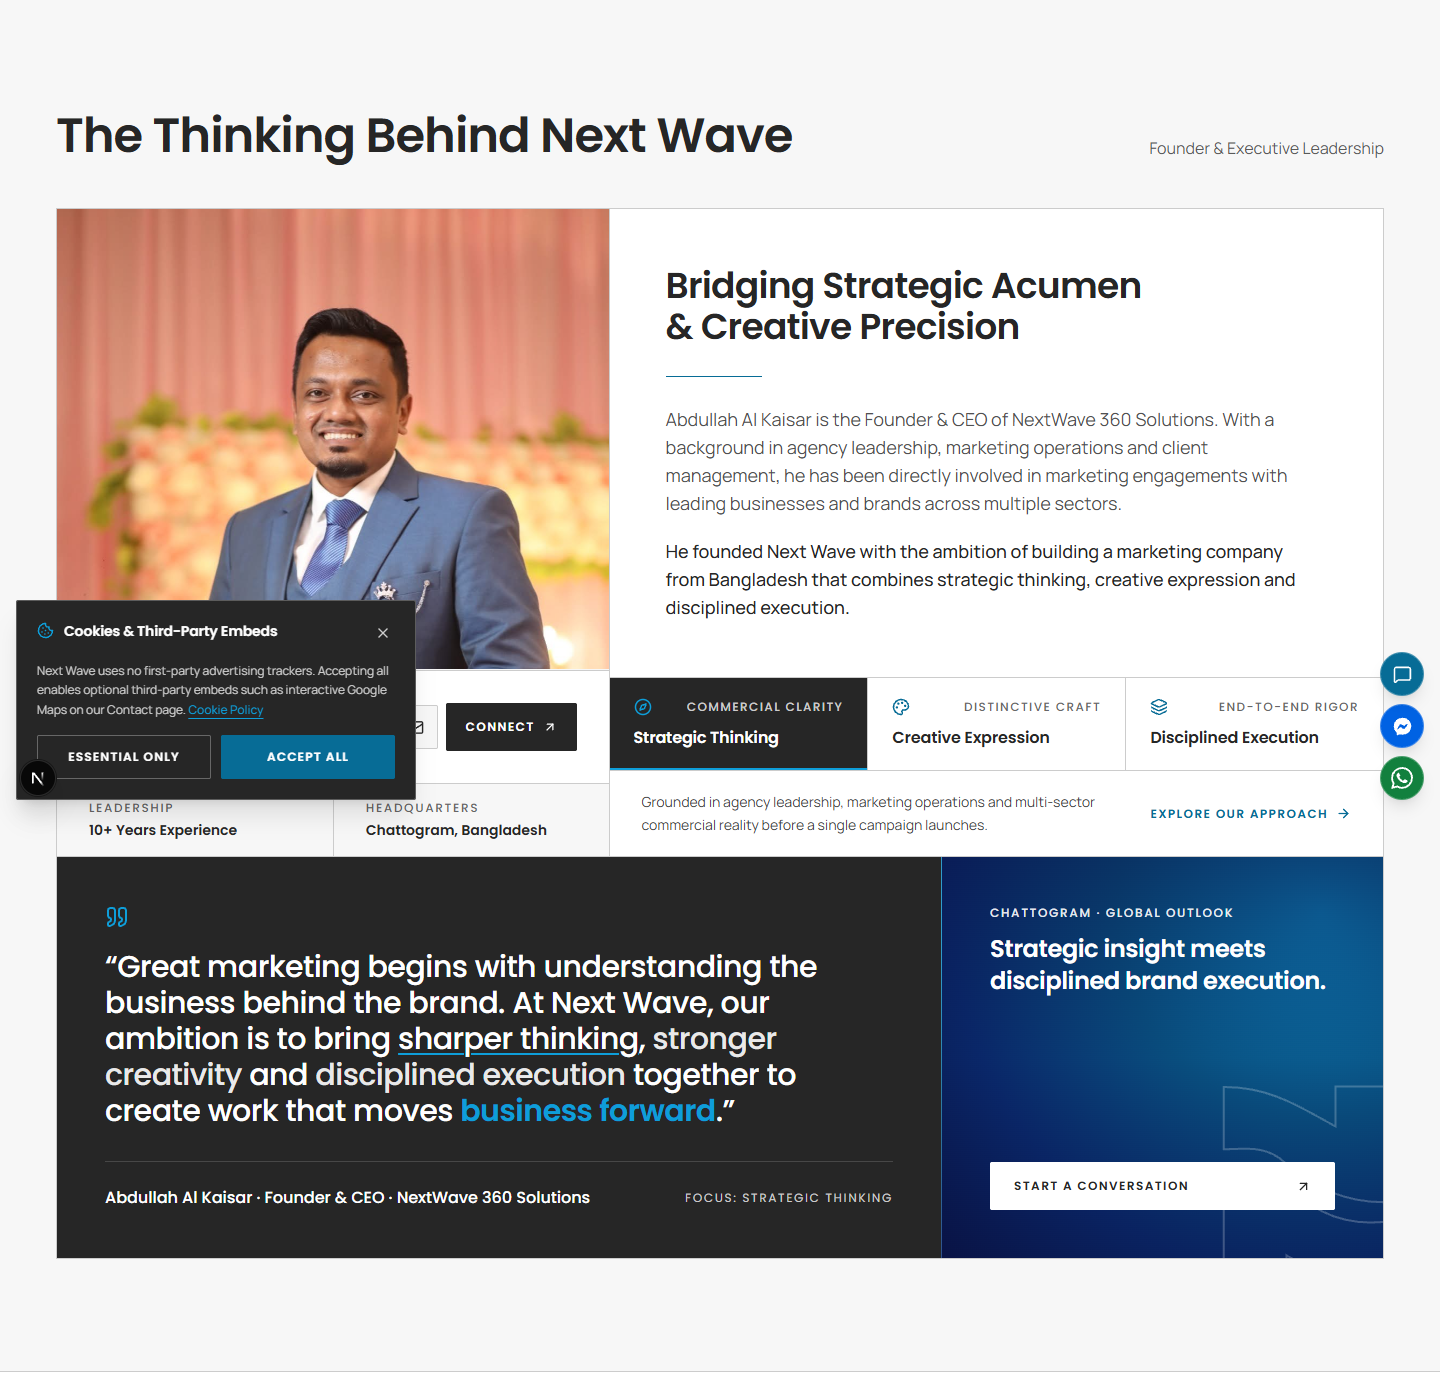 The Thinking Behind Next Wave
Founder & Executive Leadership
Bridging Strategic Acumen
& Creative Precision
Abdullah Al Kaisar is the Founder & CEO of NextWave 360 Solutions. With a
background in agency leadership, marketing operations and client
management, he has been directly involved in marketing engagements with
leading businesses and brands across multiple sectors.
He founded Next Wave with the ambition of building a marketing company
from Bangladesh that combines strategic thinking, creative expression and
disciplined execution.
Cookies & Third-Party Embeds
Next Wave uses no first-party advertising trackers. Accepting all
enables optional third-party embeds such as interactive Google
Maps on our Contact page. Cookie Policy
ESSENTIAL ONLY
ACCEPT ALL
N
CONNECT
LEADERSHIP
10+ Years Experience
HEADQUARTERS
Chattogram, Bangladesh
COMMERCIAL CLARITY
Strategic Thinking
DISTINCTIVE CRAFT
Creative Expression
END-TO-END RIGOR
Disciplined Execution
Grounded in agency leadership, marketing operations and multi-sector
commercial reality before a single campaign launches.
EXPLORE OUR APPROACH
“Great marketing begins with understanding the
business behind the brand. At Next Wave, our
ambition is to bring sharper thinking, stronger
creativity and disciplined execution together to
create work that moves business forward.”
Abdullah Al Kaisar · Founder & CEO · NextWave 360 Solutions
FOCUS: STRATEGIC THINKING
CHATTOGRAM · GLOBAL OUTLOOK
Strategic insight meets
disciplined brand execution.
START A CONVERSATION